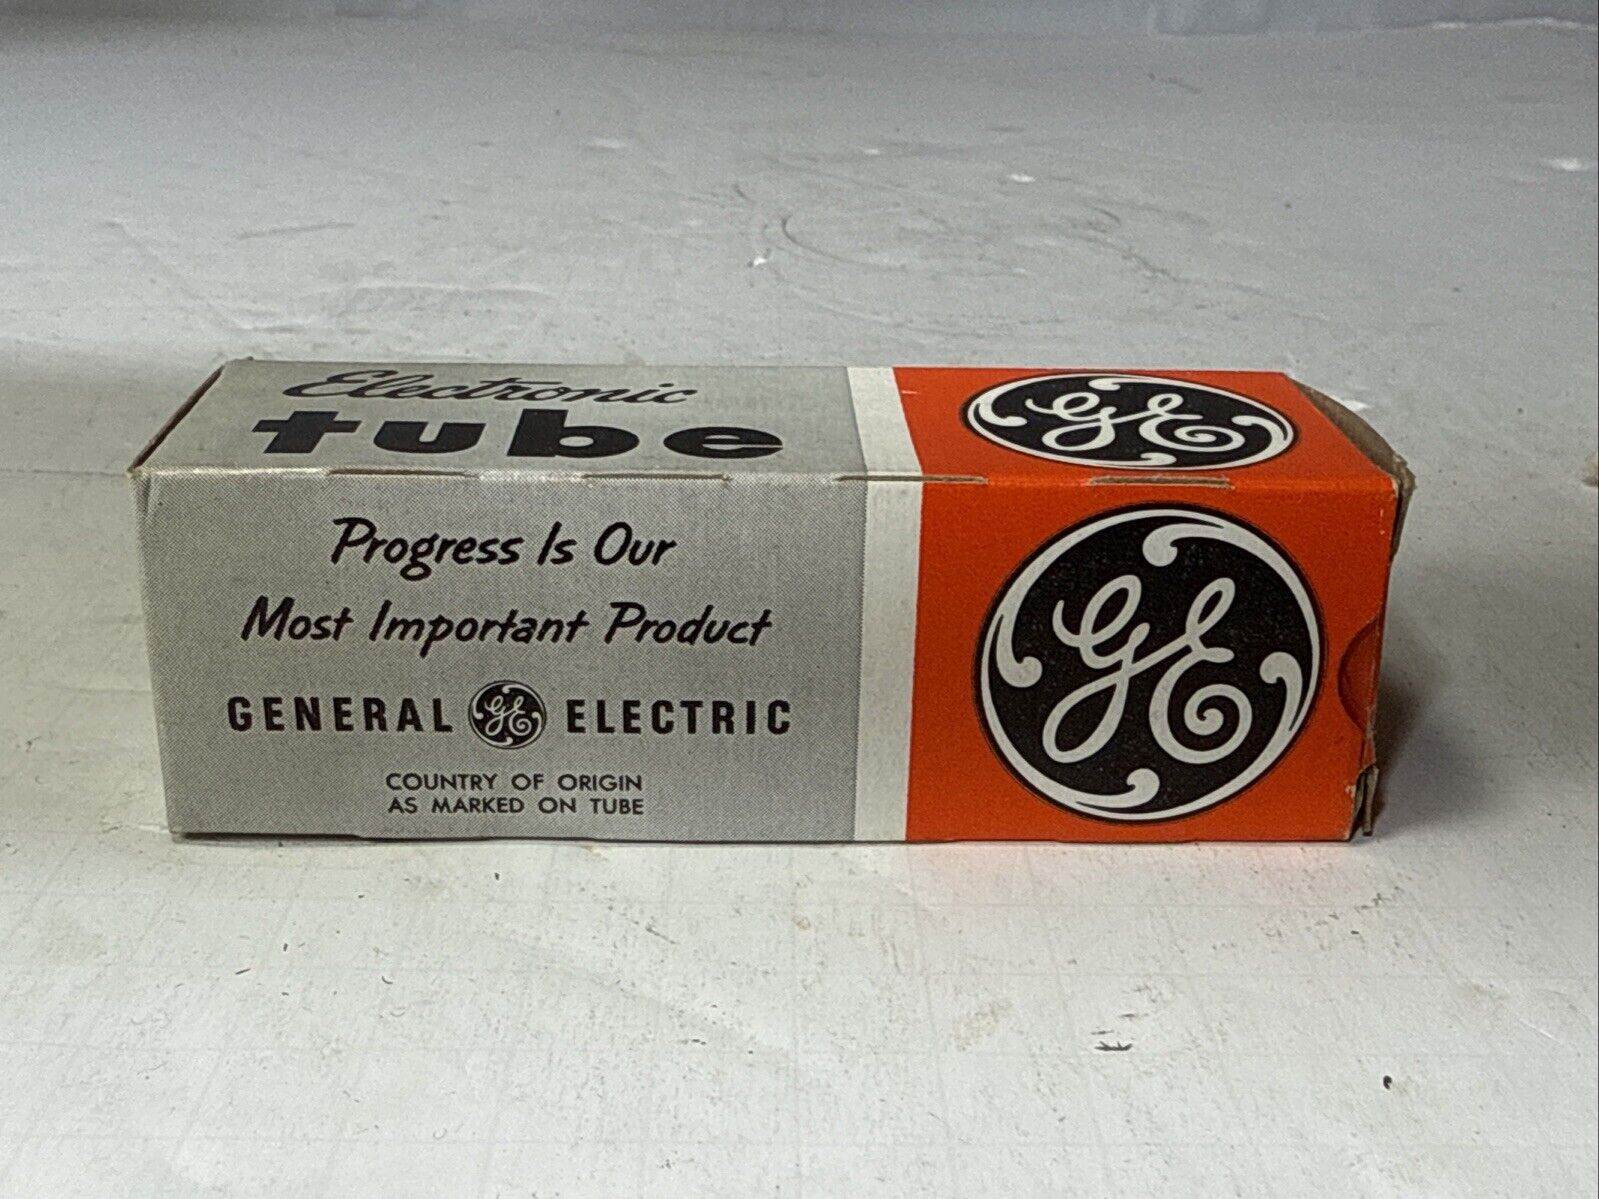 Electronic
tube
GE
Progress Is Our
Most Important Product
GENERAL GE ELECTRIC
COUNTRY OF ORIGIN
AS MARKED ON TUBE
GE